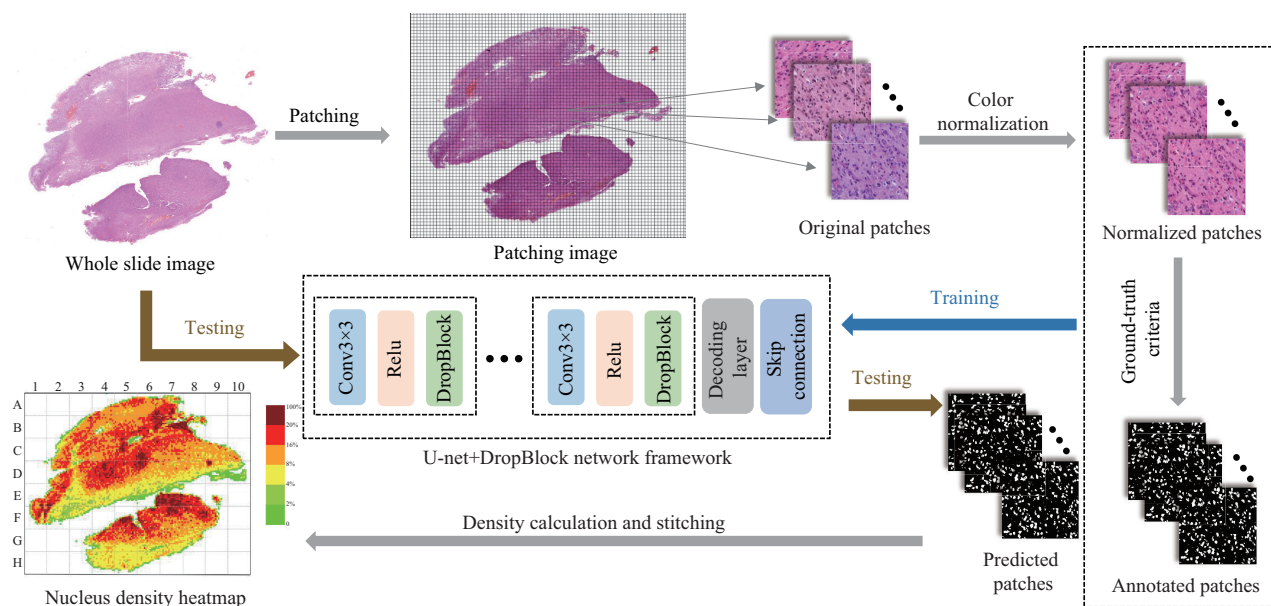 Patching
Color
normalization
Whole slide image
Patching image
Original patches
Normalized patches
Testing
Conv3×3
Relu
DropBlock
Conv3×3
Relu
DropBlock
Decoding
layer
Skip
connection
U-net+DropBlock network framework
Training
Testing
Ground-truth
criteria
1 2 3 4 5 6 7 8 9 10
A
B
C
D
E
F
G
H
100%
20%
16%
8%
4%
2%
0
Nucleus density heatmap
Density calculation and stitching
Predicted
patches
Annotated patches